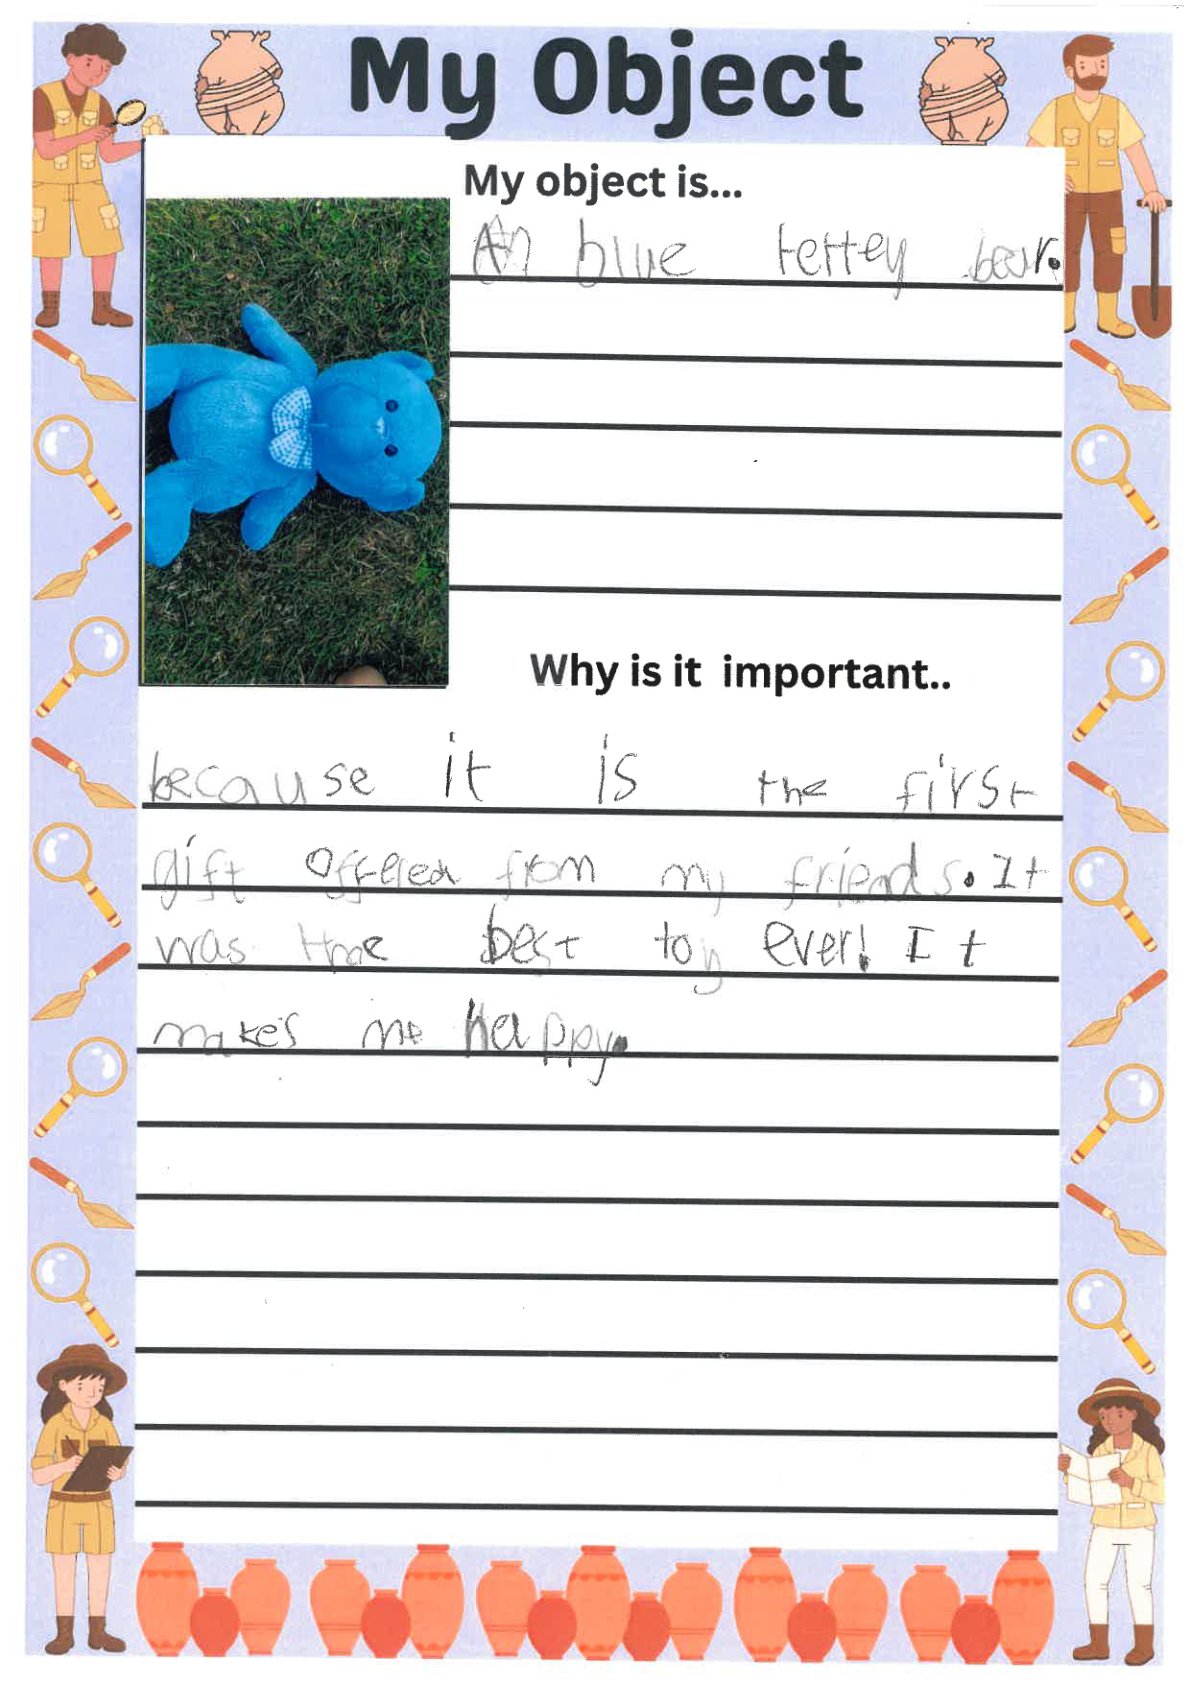 My Object
My object is...
An blue tettey bear.
Why is it important..
because it is the first
gift offered from my friends. It
was the best toy ever! It
makes me happy.